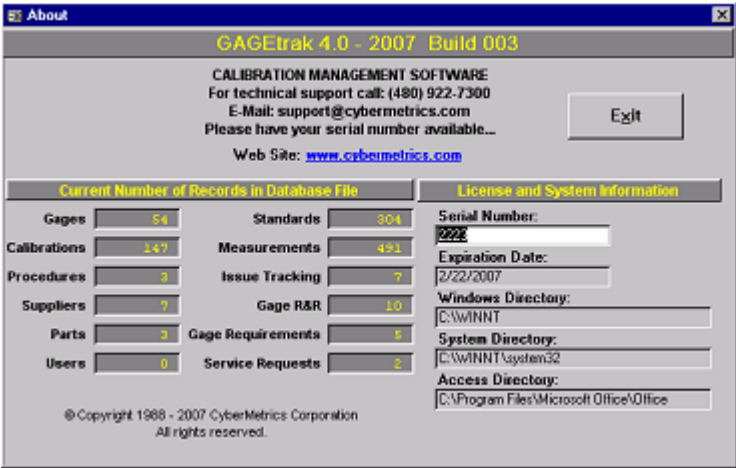 About
GAGEtrak 4.0 - 2007 Build 003
CALIBRATION MANAGEMENT SOFTWARE
For technical support call: (480) 922-7300
E-Mail: support@cybermetrics.com
Please have your serial number available...
Web Site: www.cybermetrics.com
Exit
Current Number of Records in Database File
Gages 54 Standards 304
Calibrations 147 Measurements 491
Procedures 3 Issue Tracking 7
Suppliers 7 Gage R&R 10
Parts 3 Gage Requirements 5
Users 0 Service Requests 2
© Copyright 1988 - 2007 CyberMetrics Corporation
All rights reserved.
License and System Information
Serial Number:
2223
Expiration Date:
2/22/2007
Windows Directory:
C:\WINNT
System Directory:
C:\WINNT\system32
Access Directory:
C:\Program Files\Microsoft Office\Office